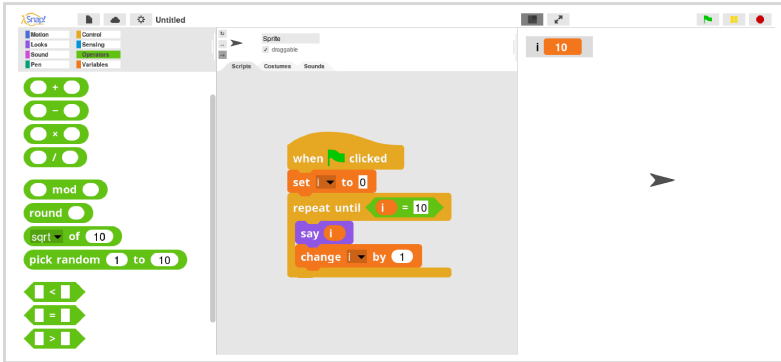 Snap! Untitled
Motion Control
Looks Sensing
Sound Operators
Pen Variables
+
−
×
/
mod
round
sqrt of 10
pick random 1 to 10
<
=
>
Sprite
draggable
Scripts Costumes Sounds
when clicked
set i to 0
repeat until i = 10
say i
change i by 1
i 10